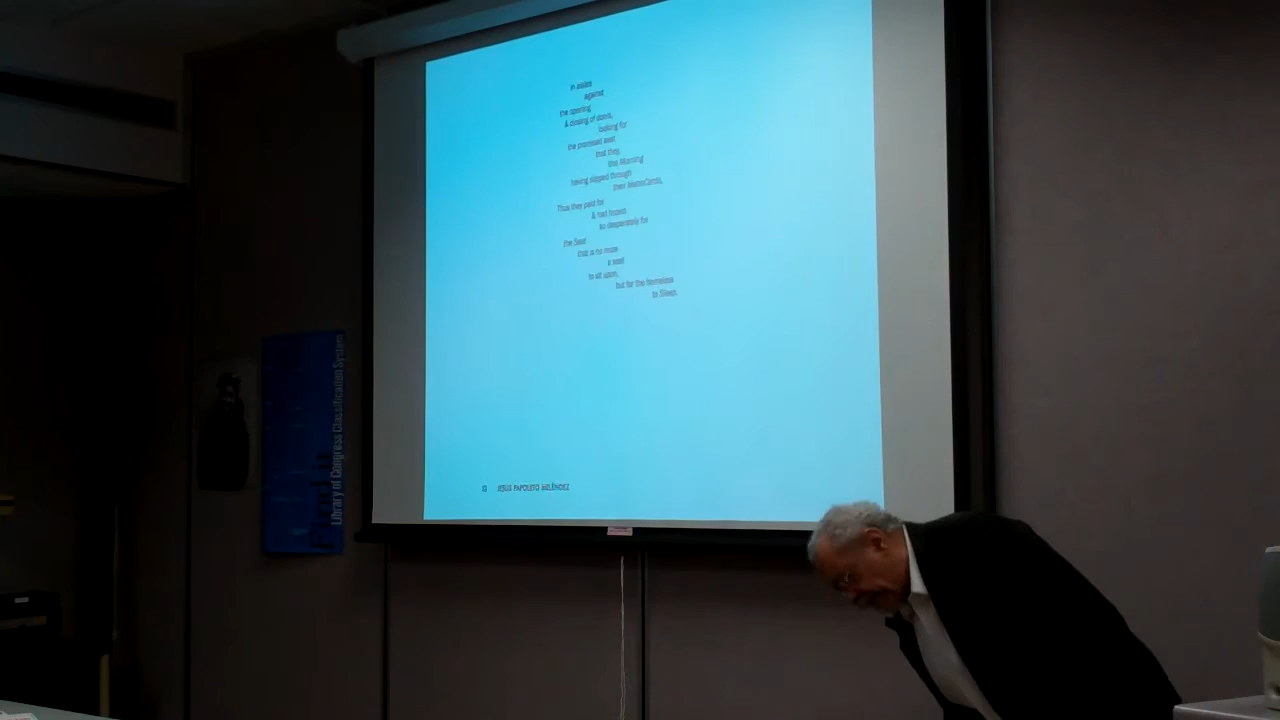 in aisles
against
the opening
& closing of doors,
looking for
the promised seat
that they,
this Morning
having slipped through
their MetroCards,
Thus they paid for
& had hoped
so desperately for
the Seat
that is no more
a seat
to sit upon,
but for the homeless
to Sleep.
JESÚS PAPOLETO MELÉNDEZ
Find it
Library of Congress Classification System